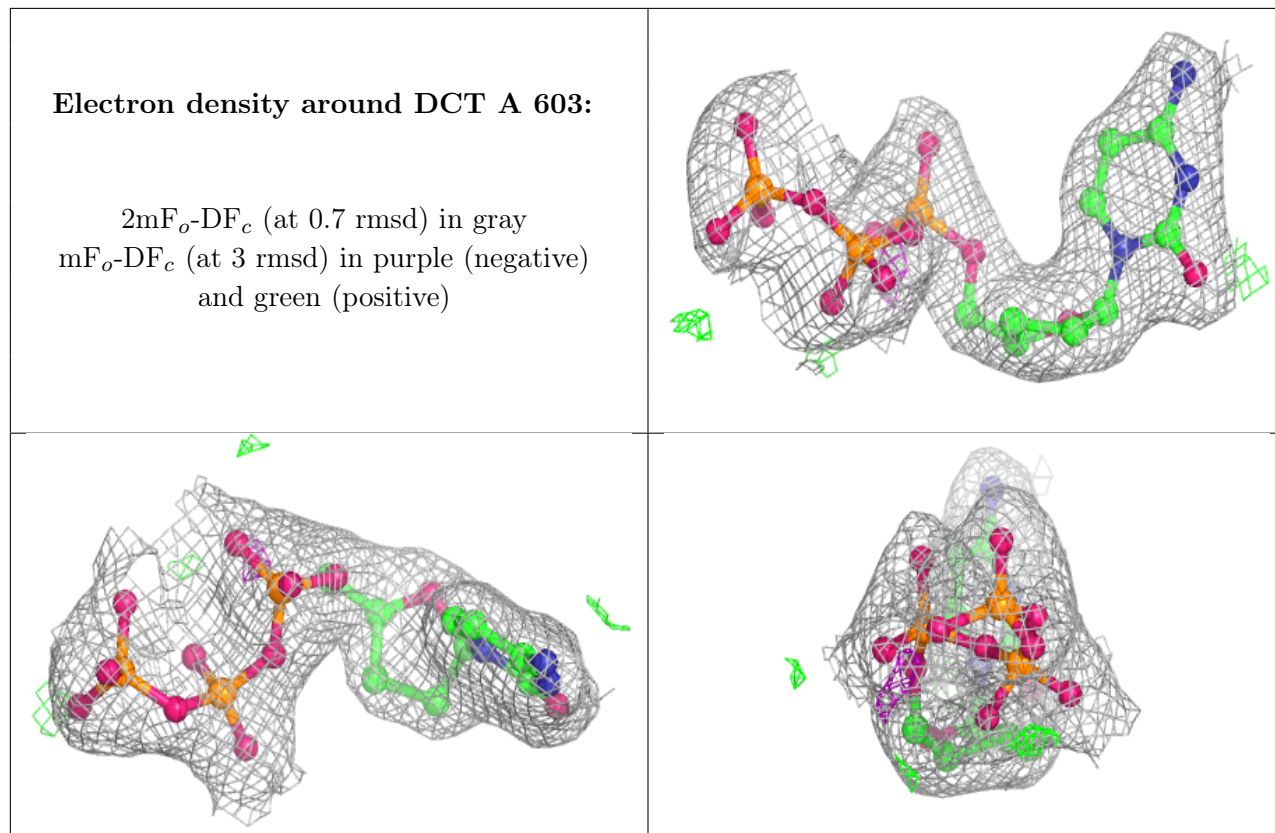 Electron density around DCT A 603:
2mFₒ-DF𝒸 (at 0.7 rmsd) in gray
mFₒ-DF𝒸 (at 3 rmsd) in purple (negative)
and green (positive)